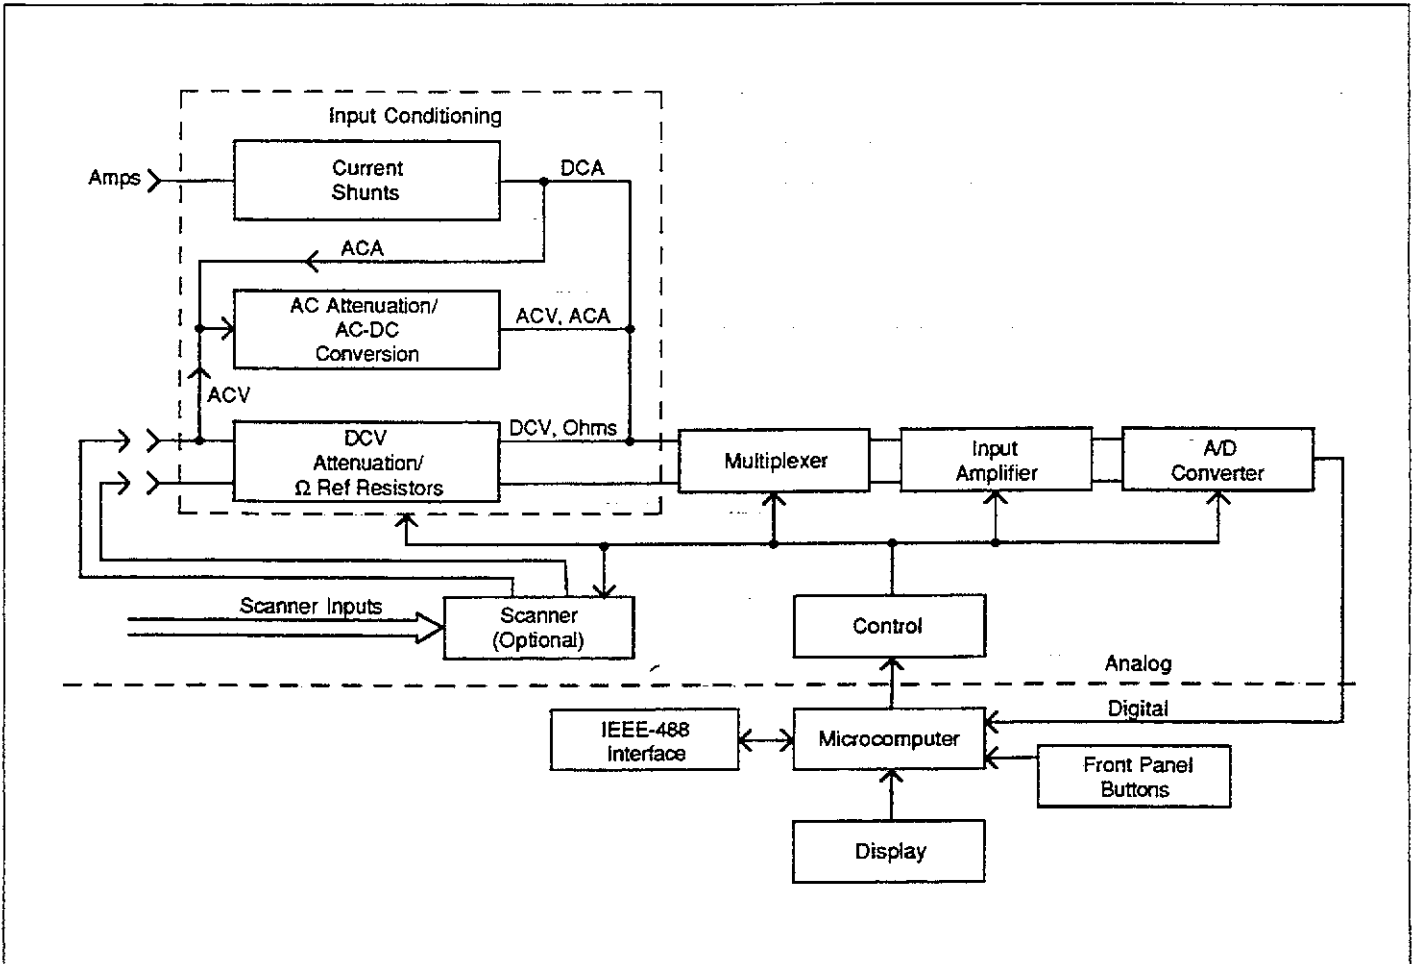 Input Conditioning
Amps
Current
Shunts
DCA
ACA
AC Attenuation/
AC-DC
Conversion
ACV, ACA
ACV
DCV
Attenuation/
Ω Ref Resistors
DCV, Ohms
Multiplexer
Input
Amplifier
A/D
Converter
Scanner Inputs
Scanner
(Optional)
Control
Analog
Digital
IEEE-488
Interface
Microcomputer
Front Panel
Buttons
Display